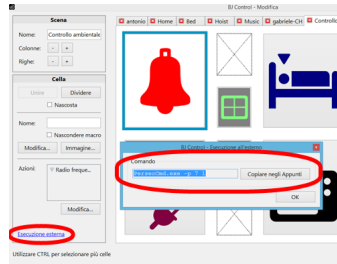 BJ Control - Modifica
Scena
Nome: Controllo ambientale
Colonne: - +
Righe: - +
antonio Home Bed Hoist Music gabriele-CH Controllo
Cella
Unire Dividere
Nascosta
Nome:
Nascondere macro
Modifica... Immagine...
Azioni: Radio freque...
Modifica...
Esecuzione esterna
BJ Control - Esecuzione all'esterno
Comando
-p 7 1 Copiare negli Appunti
OK
Utilizzare CTRL per selezionare più celle